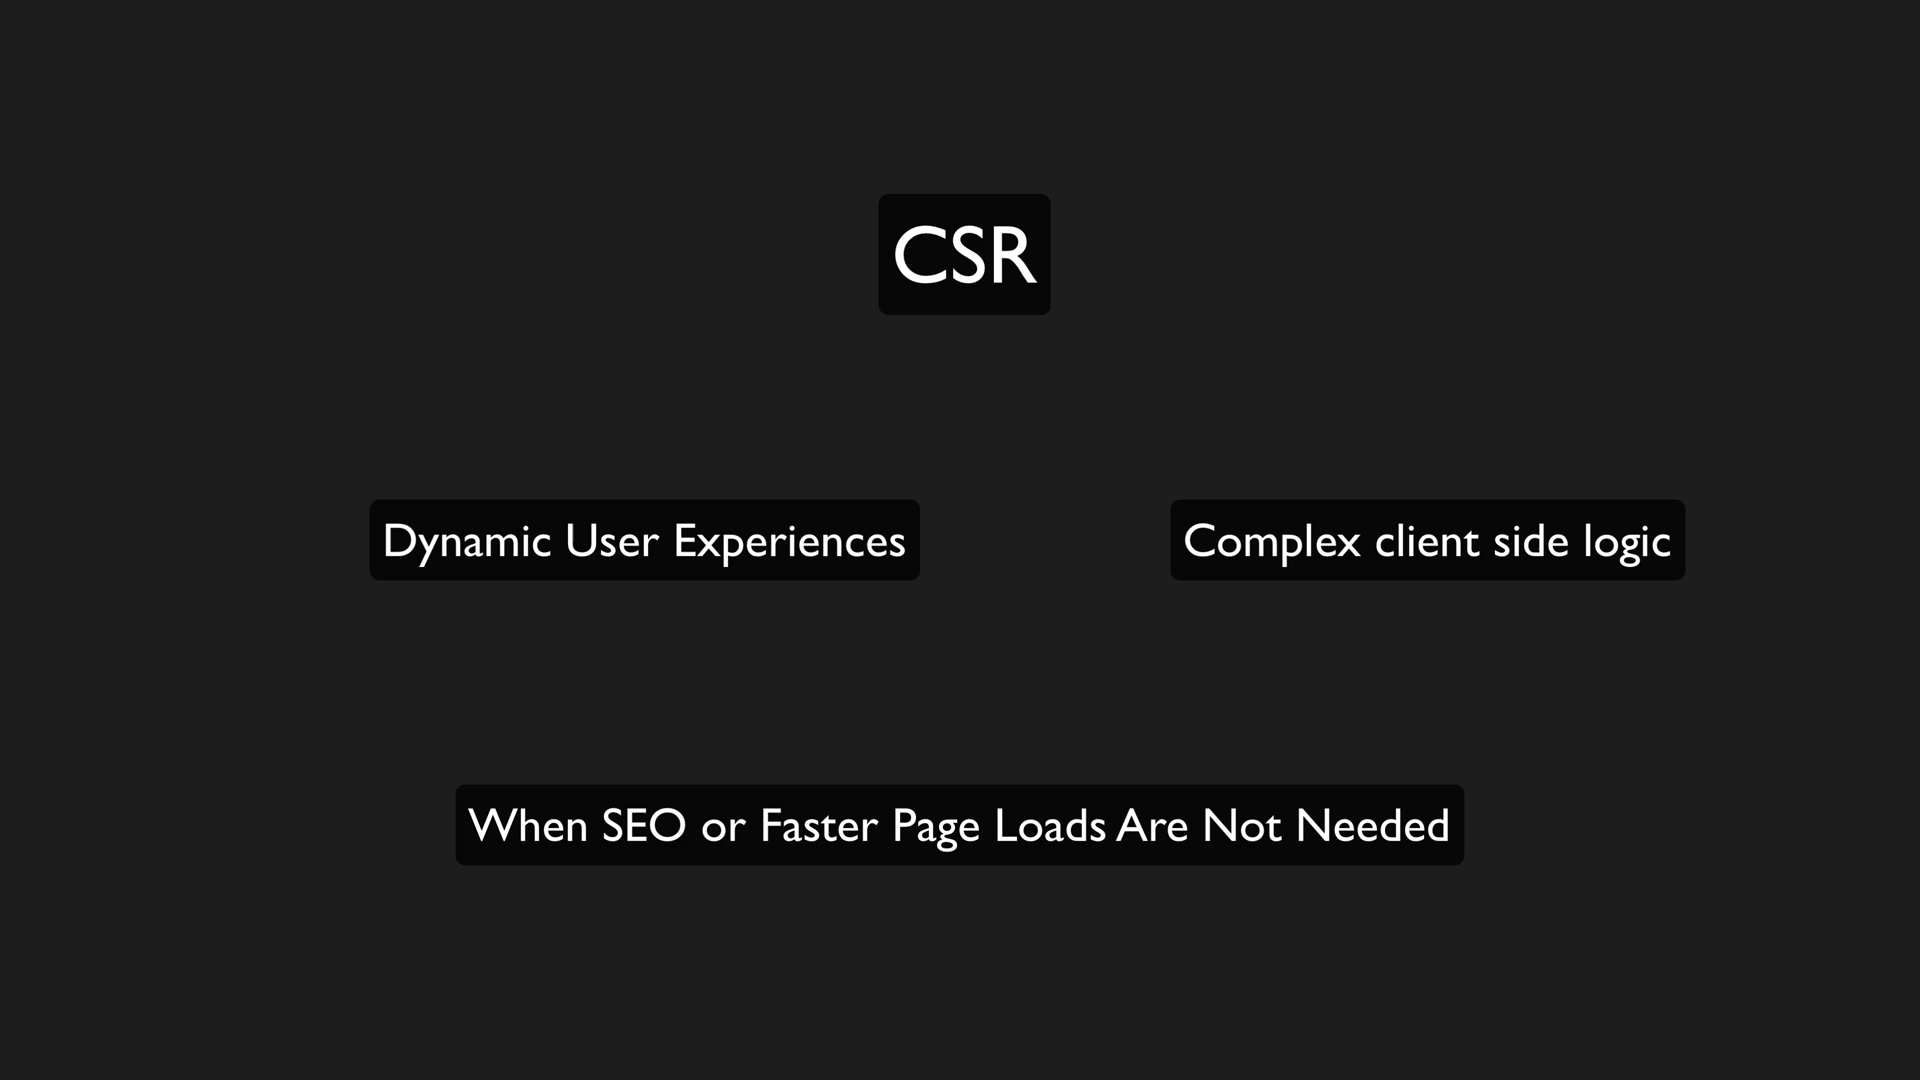 CSR
Dynamic User Experiences
Complex client side logic
When SEO or Faster Page Loads Are Not Needed